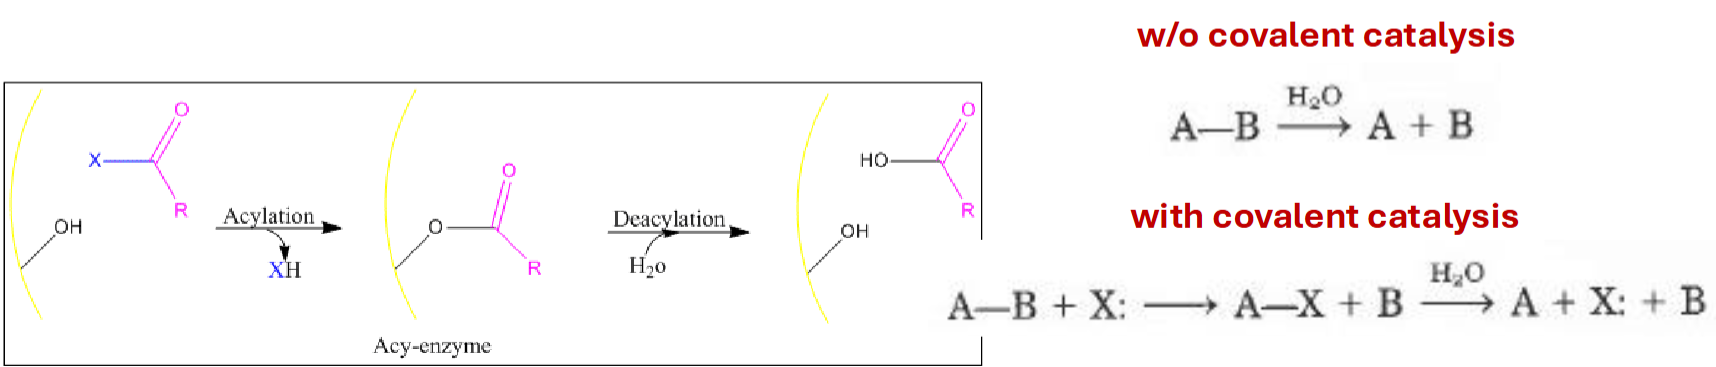 w/o covalent catalysis
A—B H₂O ⟶ A + B
with covalent catalysis
A—B + X: ⟶ A—X + B H₂O ⟶ A + X: + B
O
X
R
OH
Acylation
XH
O
O
R
Deacylation
H₂o
O
HO
R
OH
Acy-enzyme